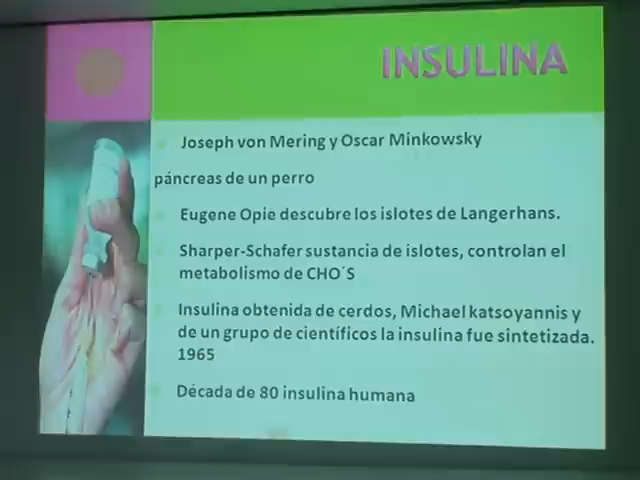 INSULINA
Joseph von Mering y Oscar Minkowsky
páncreas de un perro
Eugene Opie descubre los islotes de Langerhans.
Sharper-Schafer sustancia de islotes, controlan el
metabolismo de CHO´S
Insulina obtenida de cerdos, Michael katsoyannis y
de un grupo de científicos la insulina fue sintetizada.
1965
Década de 80 insulina humana